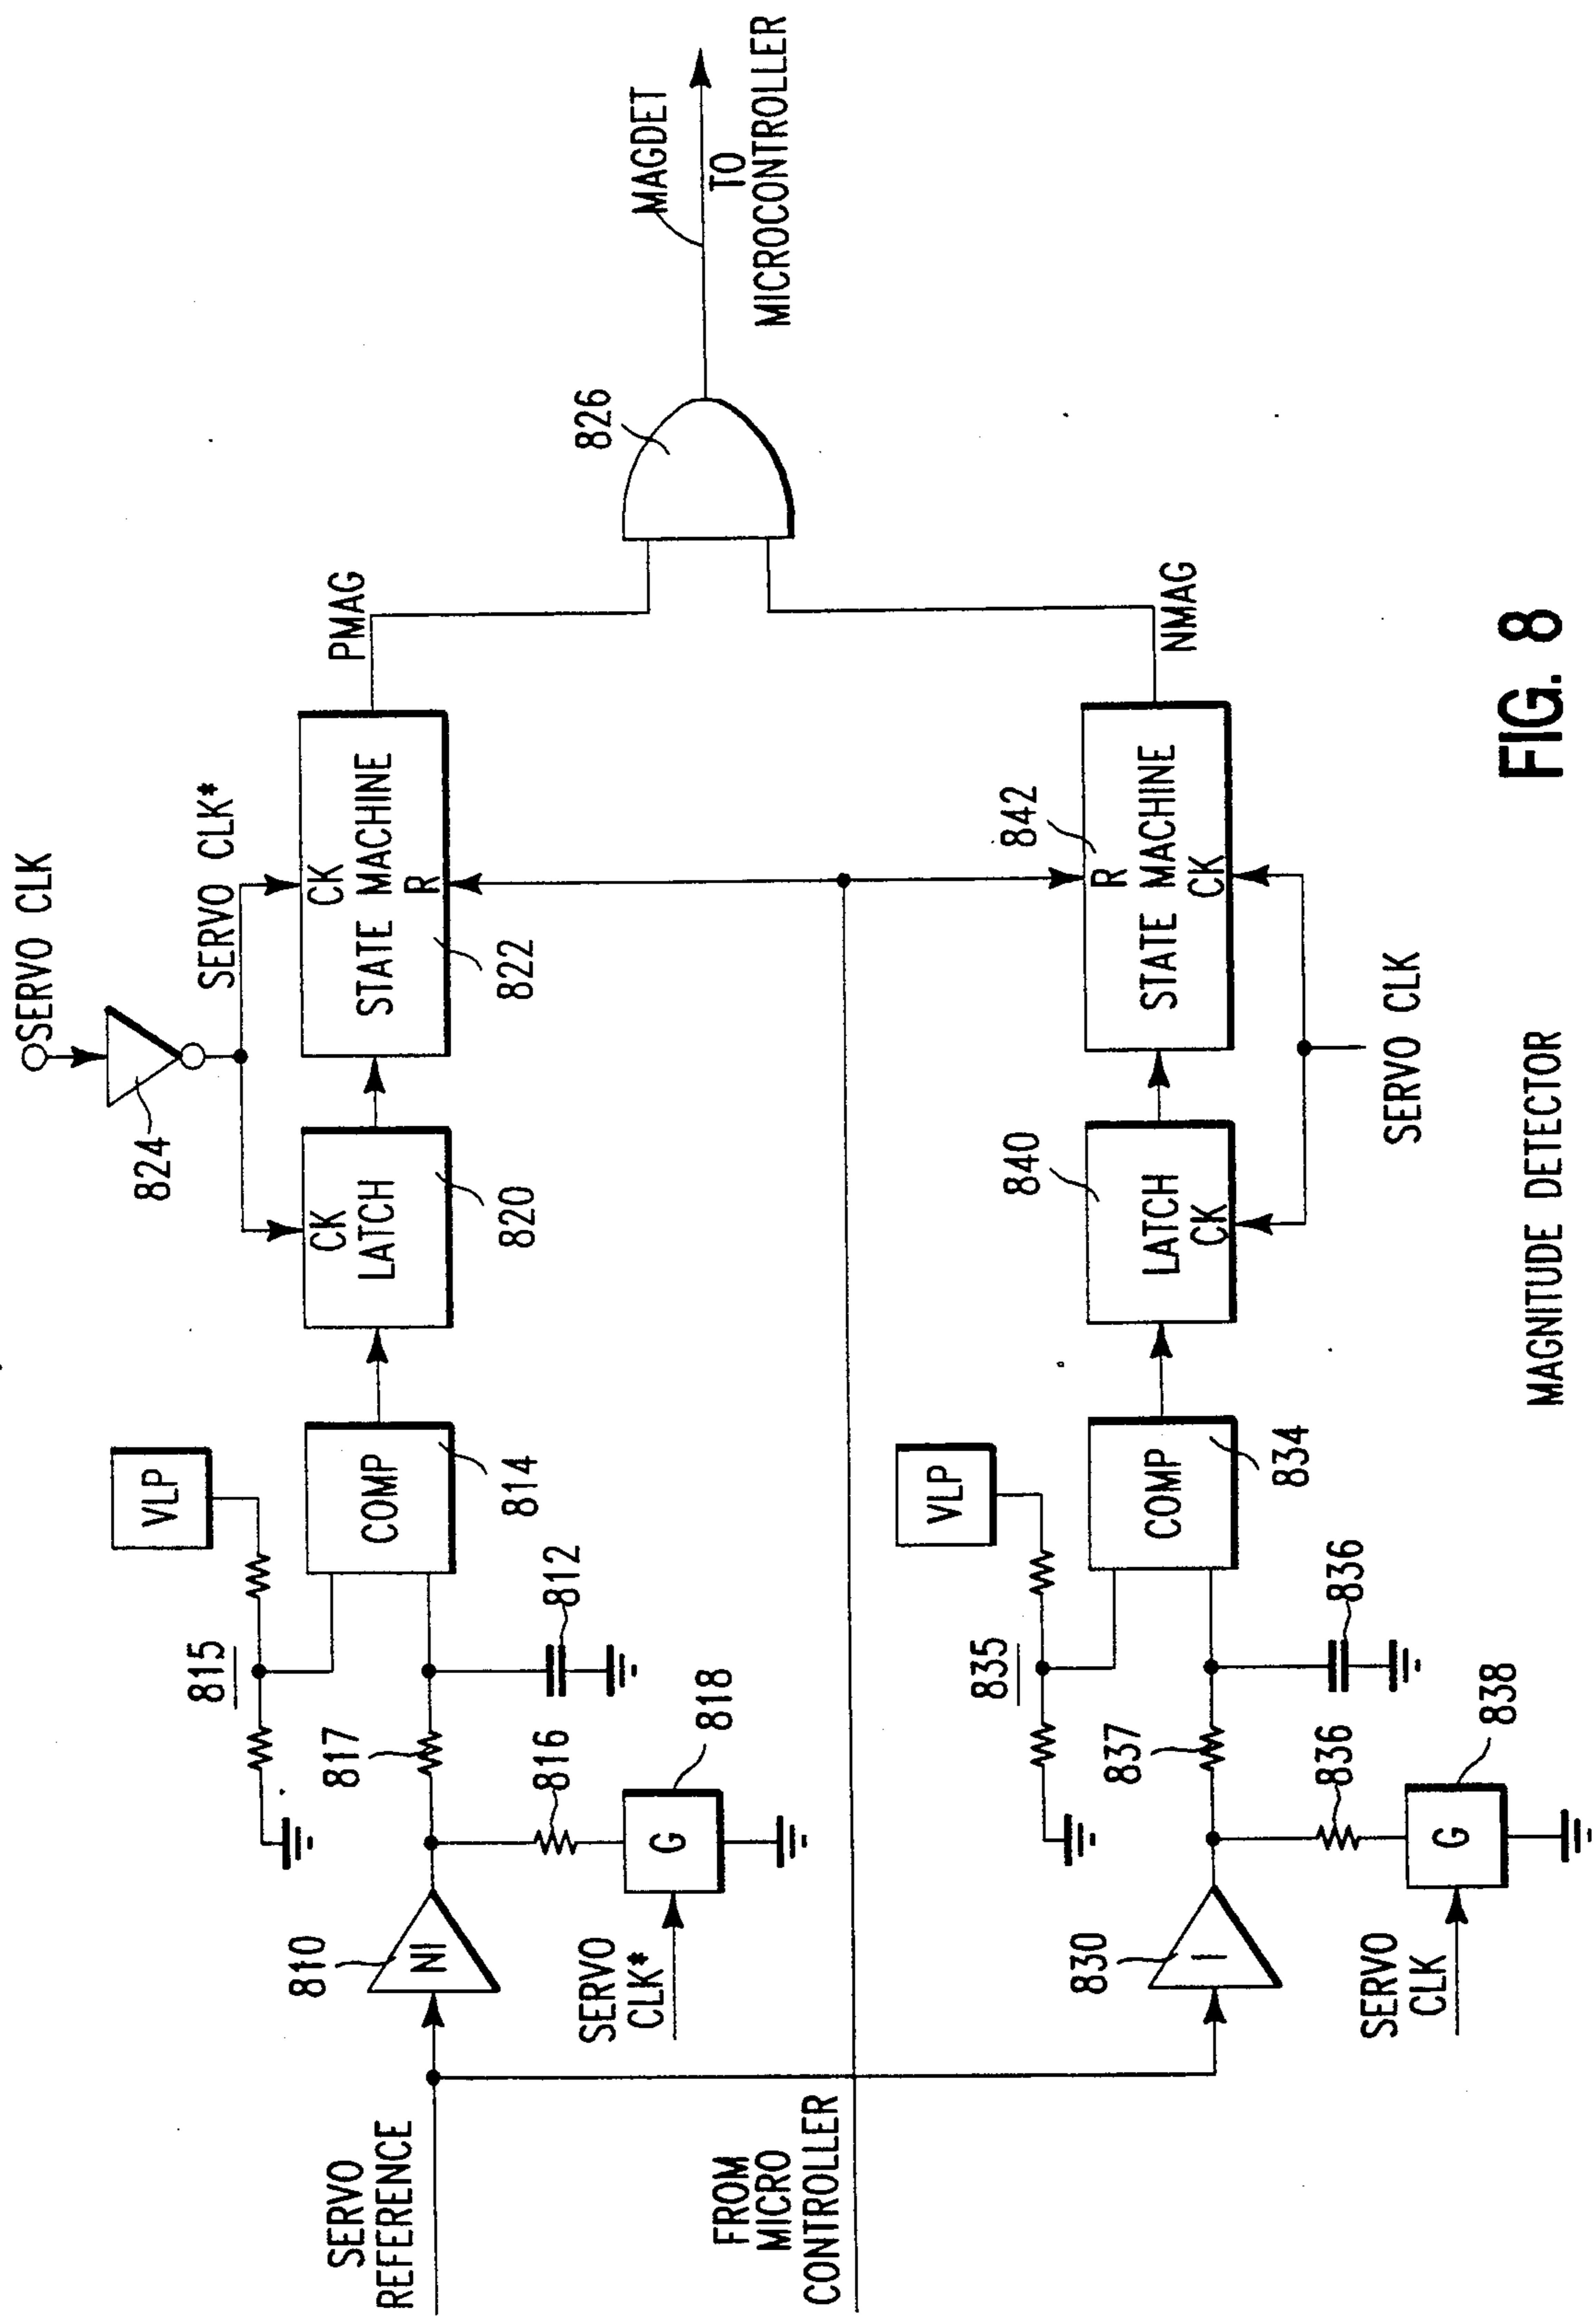 SERVO CLK
824
SERVO CLK*
VLP
815
COMP
814
CK
LATCH
820
CK
STATE MACHINE
R
822
PMAG
810
NI
817
812
816
818
G
SERVO
CLK*
SERVO
REFERENCE
826
MAGDET
TO
MICROCONTROLLER
FROM
MICRO
CONTROLLER
VLP
835
COMP
834
840
LATCH
CK
842
R
STATE MACHINE
CK
NMAG
830
I
837
836
836
838
G
SERVO
CLK
SERVO CLK
MAGNITUDE DETECTOR
FIG. 8